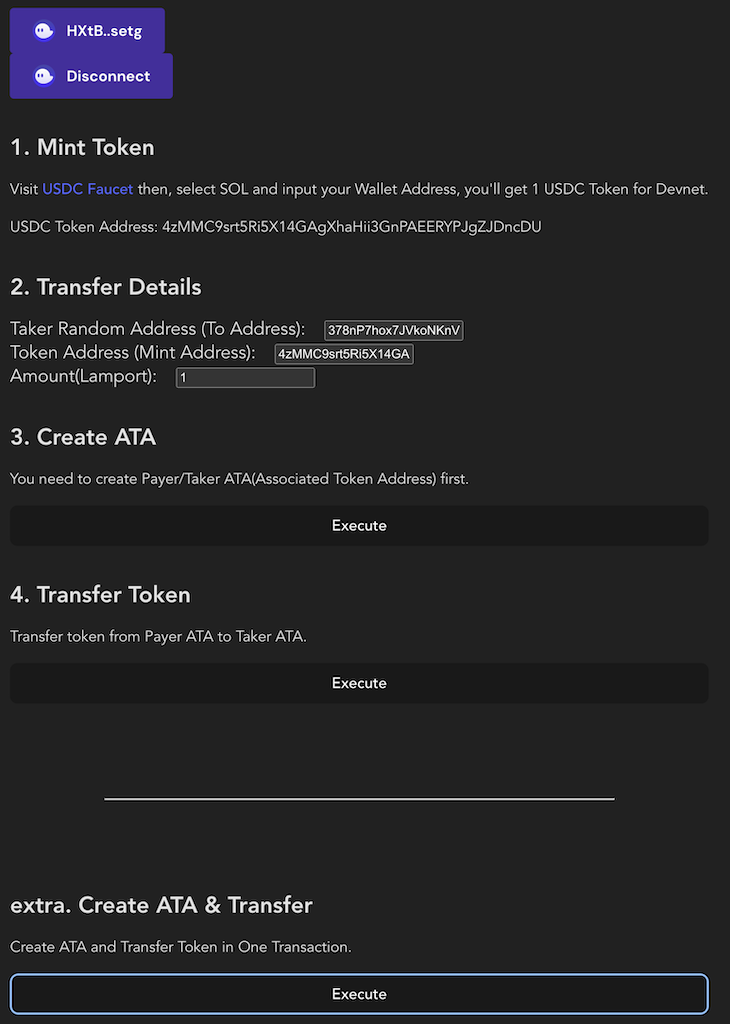 HXtB..setg
Disconnect
1. Mint Token
Visit USDC Faucet then, select SOL and input your Wallet Address, you'll get 1 USDC Token for Devnet.
USDC Token Address: 4zMMC9srt5Ri5X14GAgXhaHii3GnPAEERYPJgZJDncDU
2. Transfer Details
Taker Random Address (To Address): 378nP7hox7JVkoNKnV
Token Address (Mint Address): 4zMMC9srt5Ri5X14GA
Amount(Lamport): 1
3. Create ATA
You need to create Payer/Taker ATA(Associated Token Address) first.
Execute
4. Transfer Token
Transfer token from Payer ATA to Taker ATA.
Execute
extra. Create ATA & Transfer
Create ATA and Transfer Token in One Transaction.
Execute